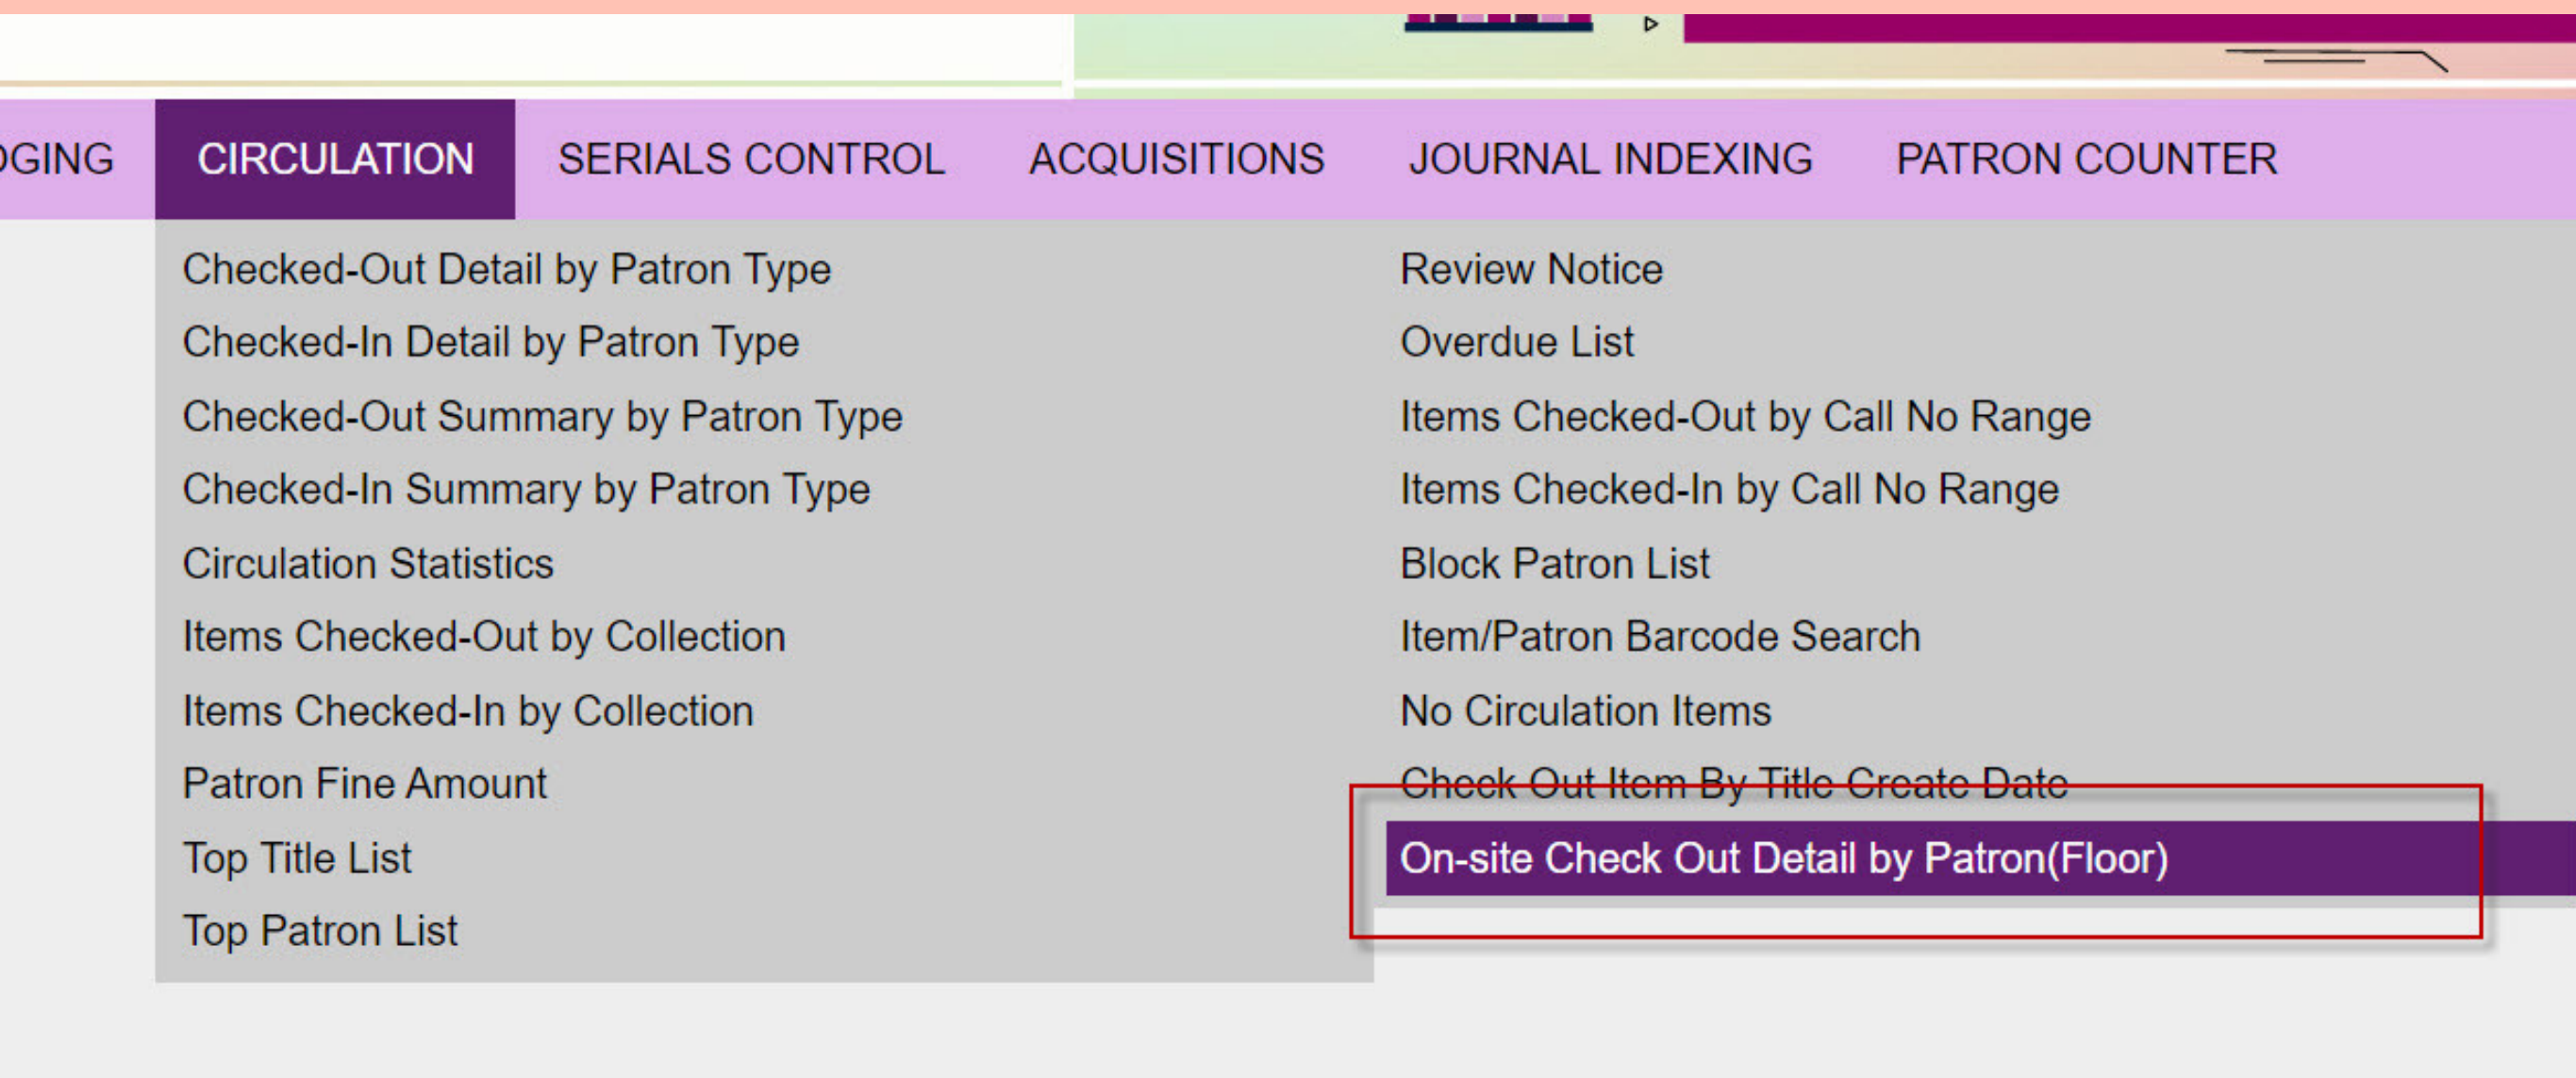 OGING
CIRCULATION
SERIALS CONTROL
ACQUISITIONS
JOURNAL INDEXING
PATRON COUNTER
Checked-Out Detail by Patron Type
Checked-In Detail by Patron Type
Checked-Out Summary by Patron Type
Checked-In Summary by Patron Type
Circulation Statistics
Items Checked-Out by Collection
Items Checked-In by Collection
Patron Fine Amount
Top Title List
Top Patron List
Review Notice
Overdue List
Items Checked-Out by Call No Range
Items Checked-In by Call No Range
Block Patron List
Item/Patron Barcode Search
No Circulation Items
Check Out Item By Title Create Date
On-site Check Out Detail by Patron(Floor)